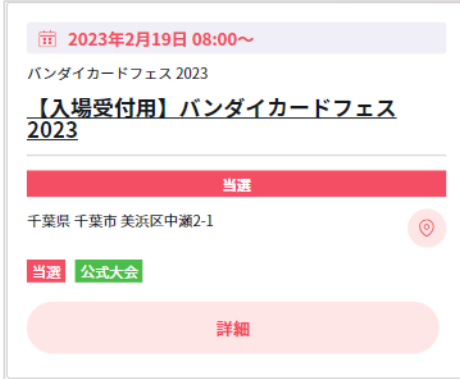 2023年2月19日 08:00～
バンダイカードフェス 2023
【入場受付用】バンダイカードフェス
2023
当選
千葉県 千葉市 美浜区中瀬2-1
当選 公式大会
詳細